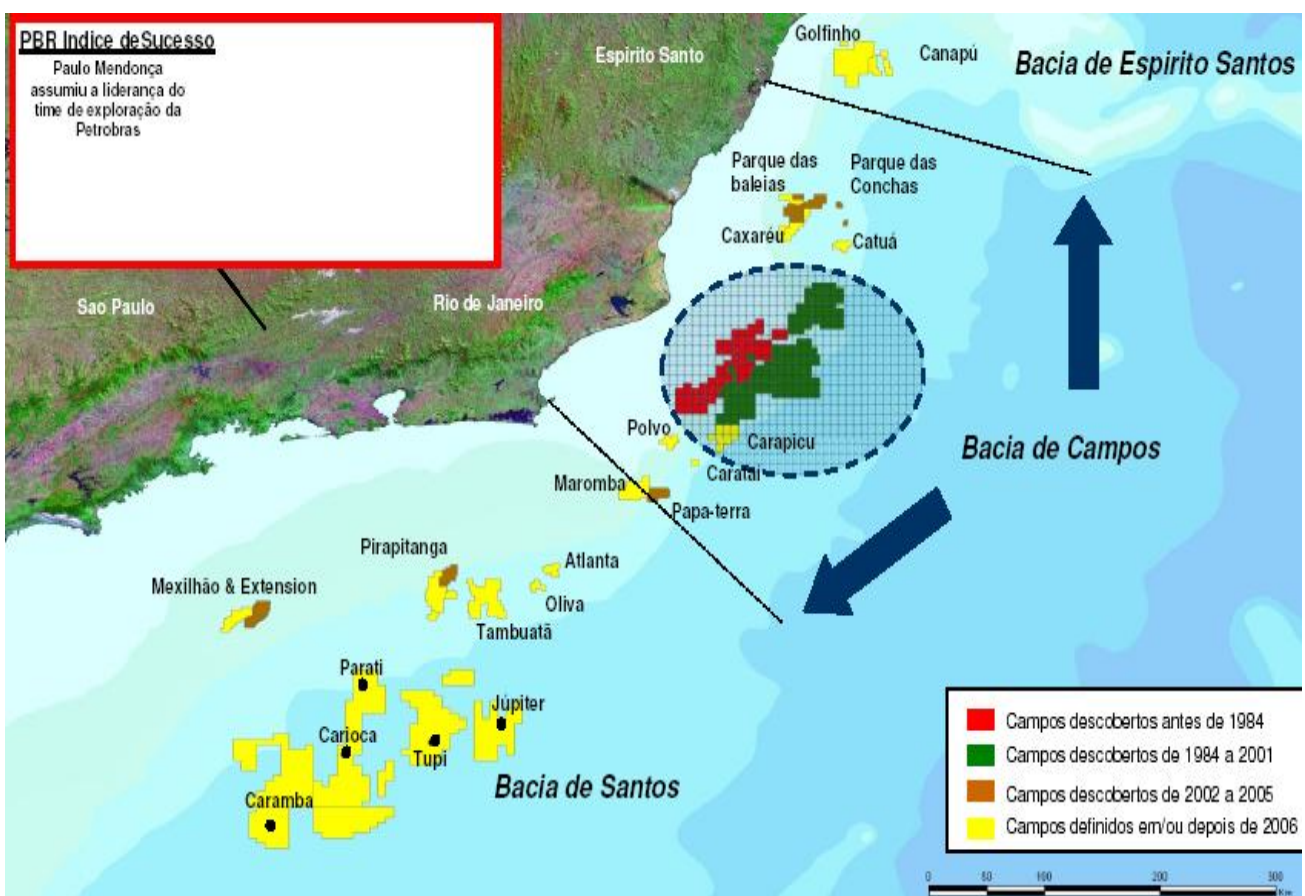 PBR Indice deSucesso
Paulo Mendonça
assumiu a liderança do
time de exploração da
Petrobras
Espirito Santo
Golfinho
Canapú
Bacia de Espirito Santos
Parque das
baleias
Parque das
Conchas
Caxaréu
Catuá
Sao Paulo
Rio de Janeiro
Polvo
Carapicu
Bacia de Campos
Caratai
Maromba
Papa-terra
Pirapitanga
Atlanta
Mexilhão & Extension
Oliva
Tambuatã
Parati
Júpiter
Carioca
Tupi
Bacia de Santos
Caramba
Campos descobertos antes de 1984
Campos descobertos de 1984 a 2001
Campos descobertos de 2002 a 2005
Campos definidos em/ou depois de 2006
0 50 100 200 300
Km